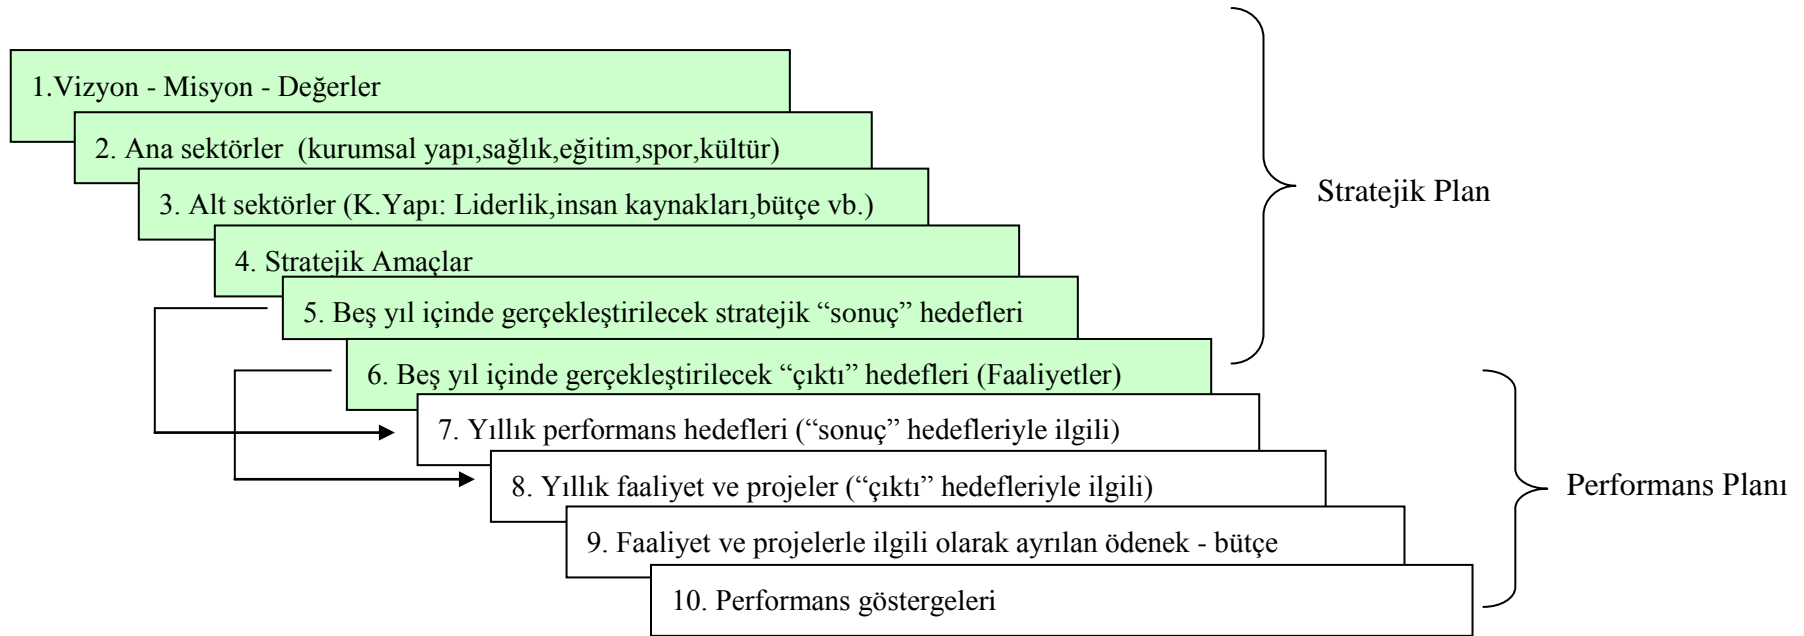 1.Vizyon - Misyon - Değerler
2. Ana sektörler (kurumsal yapı,sağlık,eğitim,spor,kültür)
3. Alt sektörler (K.Yapı: Liderlik,insan kaynakları,bütçe vb.)
4. Stratejik Amaçlar
5. Beş yıl içinde gerçekleştirilecek stratejik “sonuç” hedefleri
6. Beş yıl içinde gerçekleştirilecek “çıktı” hedefleri (Faaliyetler)
Stratejik Plan
7. Yıllık performans hedefleri (“sonuç” hedefleriyle ilgili)
8. Yıllık faaliyet ve projeler (“çıktı” hedefleriyle ilgili)
9. Faaliyet ve projelerle ilgili olarak ayrılan ödenek - bütçe
10. Performans göstergeleri
Performans Planı